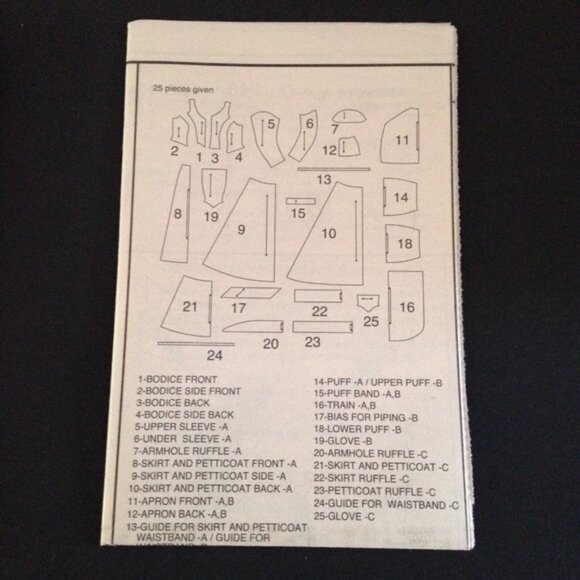 25 pieces given
2
1
3
4
5
6
7
12
11
13
8
19
9
15
10
14
18
21
17
22
25
16
20
23
24
1-BODICE FRONT
2-BODICE SIDE FRONT
3-BODICE BACK
4-BODICE SIDE BACK
5-UPPER SLEEVE -A
6-UNDER SLEEVE -A
7-ARMHOLE RUFFLE -A
8-SKIRT AND PETTICOAT FRONT -A
9-SKIRT AND PETTICOAT SIDE -A
10-SKIRT AND PETTICOAT BACK -A
11-APRON FRONT -A,B
12-APRON BACK -A,B
13-GUIDE FOR SKIRT AND PETTICOAT
WAISTBAND -A / GUIDE FOR
14-PUFF -A / UPPER PUFF -B
15-PUFF BAND -A,B
16-TRAIN -A,B
17-BIAS FOR PIPING -B
18-LOWER PUFF -B
19-GLOVE -B
20-ARMHOLE RUFFLE -C
21-SKIRT AND PETTICOAT -C
22-SKIRT RUFFLE -C
23-PETTICOAT RUFFLE -C
24-GUIDE FOR WAISTBAND -C
25-GLOVE -C